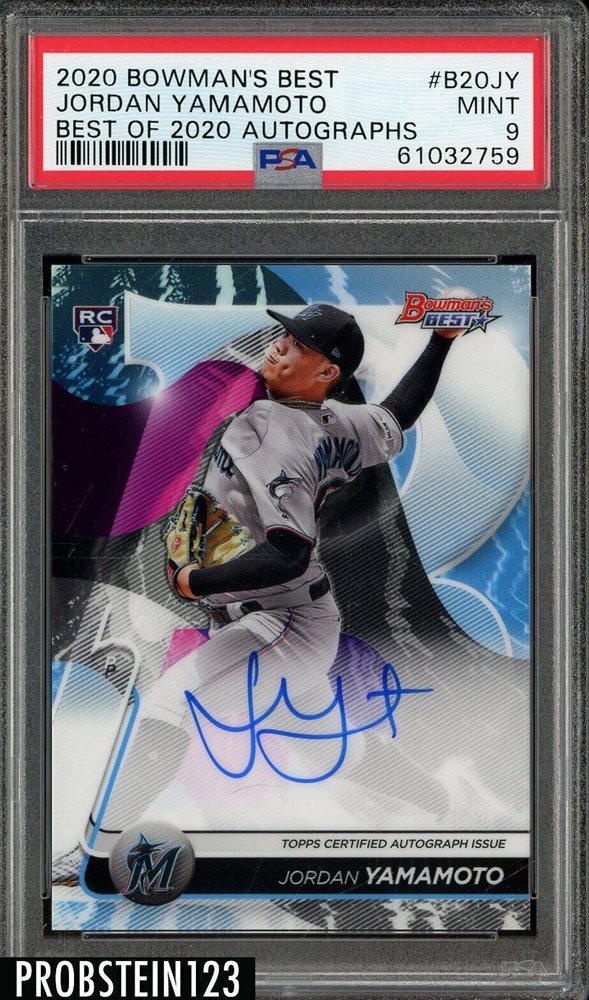 2020 BOWMAN'S BEST #B20JY
JORDAN YAMAMOTO MINT
BEST OF 2020 AUTOGRAPHS 9
PSA 61032759
RC
Bowman's
BEST
P
TOPPS CERTIFIED AUTOGRAPH ISSUE
M
JORDAN YAMAMOTO
PROBSTEIN123